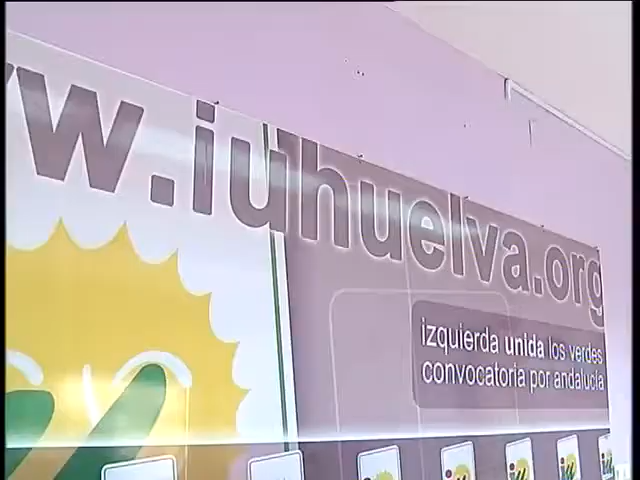 w.iuhuelva.org
izquierda unida los verdes
convocatoria por andalucía